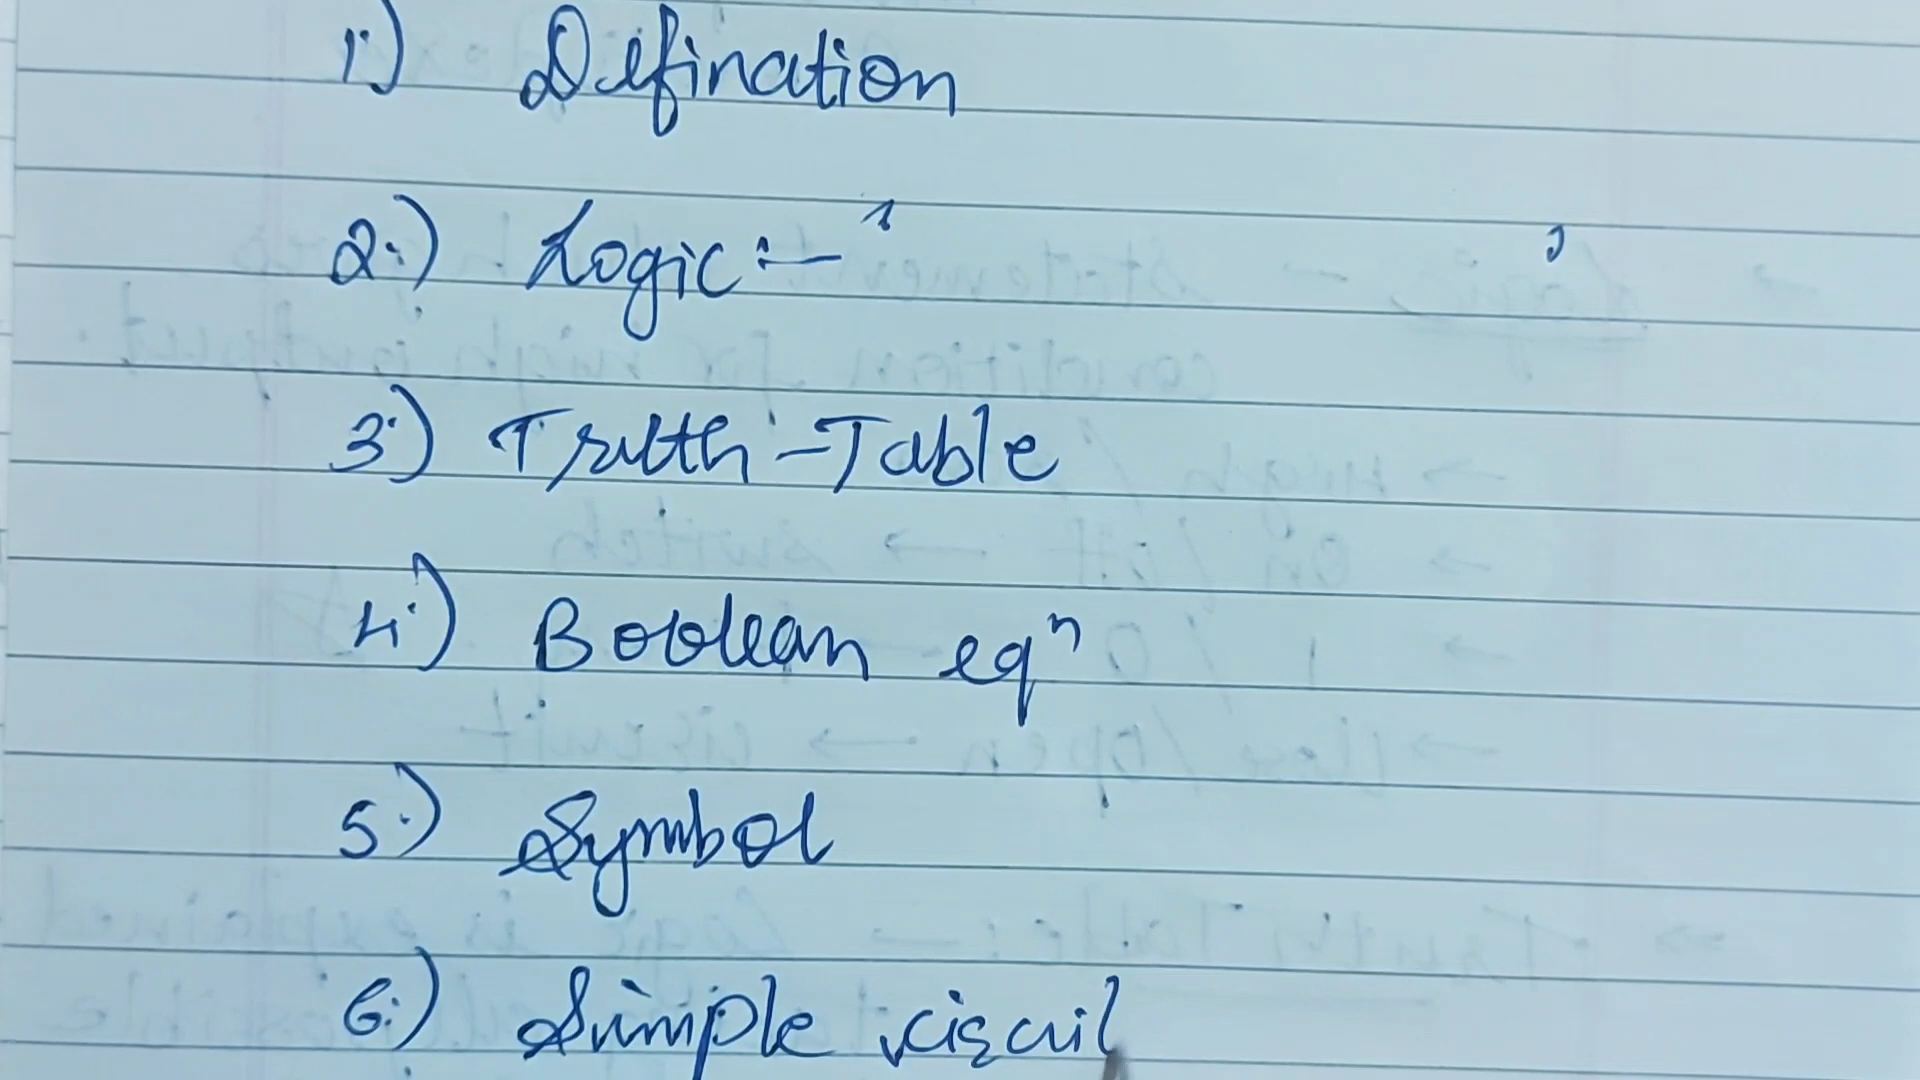 1.) Defination
2.) Logic :-
3.) Truth-Table
4.) Boolean eqⁿ
5.) Symbol
6.) Simple circuit